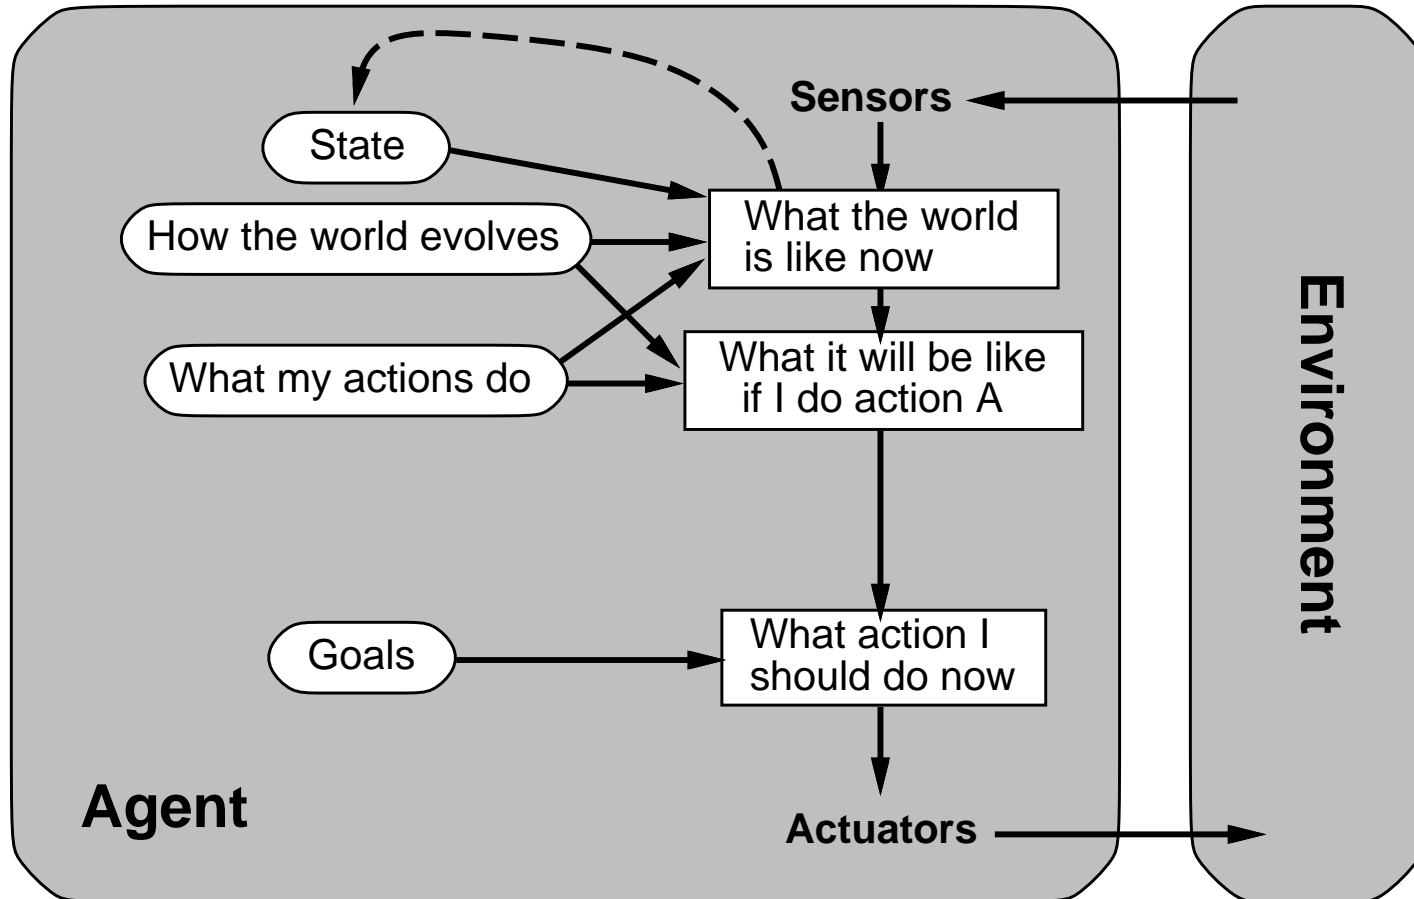 Sensors
State
What the world
is like now
How the world evolves
What it will be like
if I do action A
What my actions do
Environment
What action I
should do now
Goals
Agent
Actuators